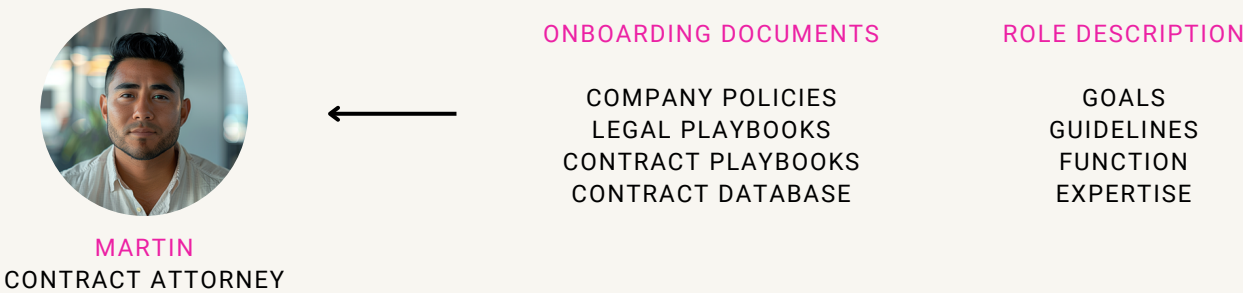 ONBOARDING DOCUMENTS
COMPANY POLICIES
LEGAL PLAYBOOKS
CONTRACT PLAYBOOKS
CONTRACT DATABASE
ROLE DESCRIPTION
GOALS
GUIDELINES
FUNCTION
EXPERTISE
MARTIN
CONTRACT ATTORNEY